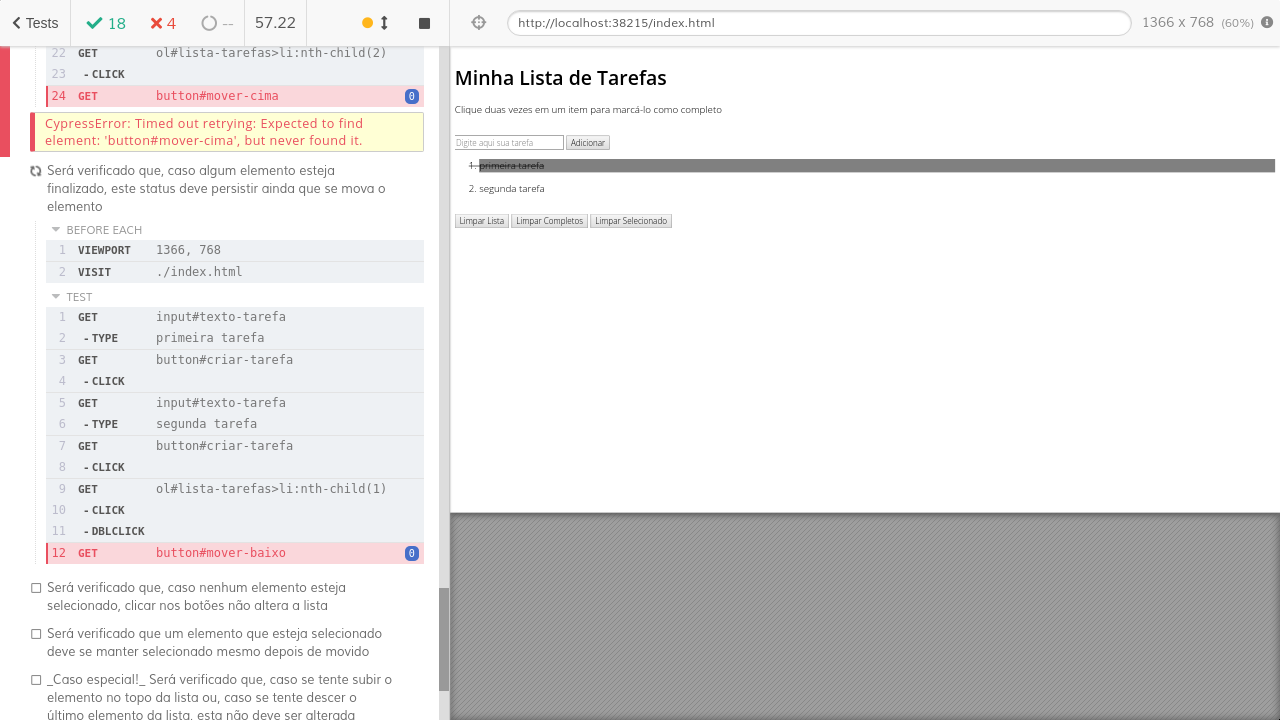 Tests 18 4 -- 57.22
http://localhost:38215/index.html 1366 x 768 (60%)
22 GET ol#lista-tarefas>li:nth-child(2)
23 - CLICK
24 GET button#mover-cima 0
CypressError: Timed out retrying: Expected to find
element: 'button#mover-cima', but never found it.
Será verificado que, caso algum elemento esteja
finalizado, este status deve persistir ainda que se mova o
elemento
BEFORE EACH
1 VIEWPORT 1366, 768
2 VISIT ./index.html
TEST
1 GET input#texto-tarefa
2 - TYPE primeira tarefa
3 GET button#criar-tarefa
4 - CLICK
5 GET input#texto-tarefa
6 - TYPE segunda tarefa
7 GET button#criar-tarefa
8 - CLICK
9 GET ol#lista-tarefas>li:nth-child(1)
10 - CLICK
11 - DBLCLICK
12 GET button#mover-baixo 0
Será verificado que, caso nenhum elemento esteja
selecionado, clicar nos botões não altera a lista
Será verificado que um elemento que esteja selecionado
deve se manter selecionado mesmo depois de movido
_Caso especial!_ Será verificado que, caso se tente subir o
elemento no topo da lista ou, caso se tente descer o
último elemento da lista, esta não deve ser alterada
Minha Lista de Tarefas
Clique duas vezes em um item para marcá-lo como completo
Digite aqui sua tarefa Adicionar
1. primeira tarefa
2. segunda tarefa
Limpar Lista Limpar Completos Limpar Selecionado